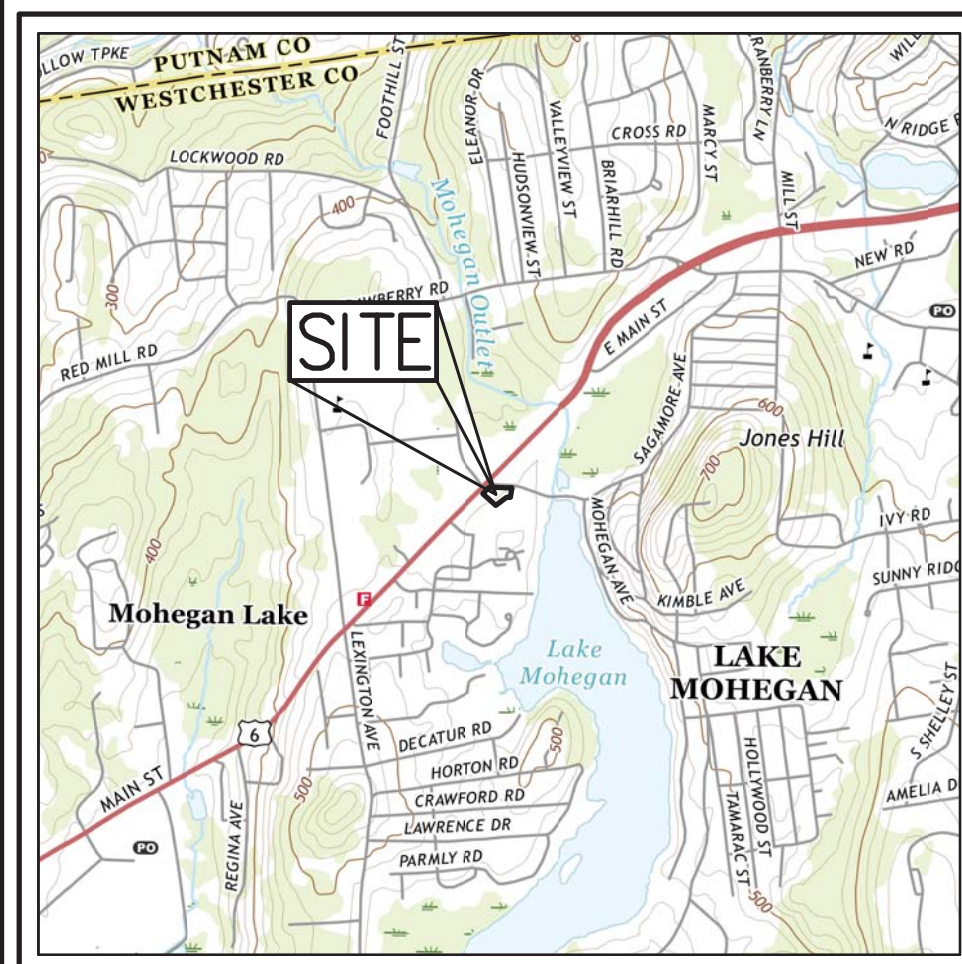 OLLOW TPKE
PUTNAM CO
WESTCHESTER CO
FOOTHILL ST
ELEANOR DR
HUDSONVIEW ST
VALLEYVIEW ST
BRIARHILL RD
CROSS RD
MARCY ST
RANBERRY LN
MILL ST
WILL
N RIDGE
LOCKWOOD RD
400
Mohegan Outlet
NEW RD
300
WBERRY RD
PO
SITE
E MAIN ST
RED MILL RD
SAGAMORE AVE
600
Jones Hill
700
400
MOHEGAN AVE
IVY RD
SUNNY RIDG
KIMBLE AVE
F
Mohegan Lake
LEXINGTON AVE
Lake
Mohegan
LAKE
MOHEGAN
S SHELLEY ST
6
DECATUR RD
500
HORTON RD
HOLLYWOOD ST
MAIN ST
500
CRAWFORD RD
TAMARAC ST
AMELIA D
LAWRENCE DR
PO
REGINA AVE
PARMLY RD
500